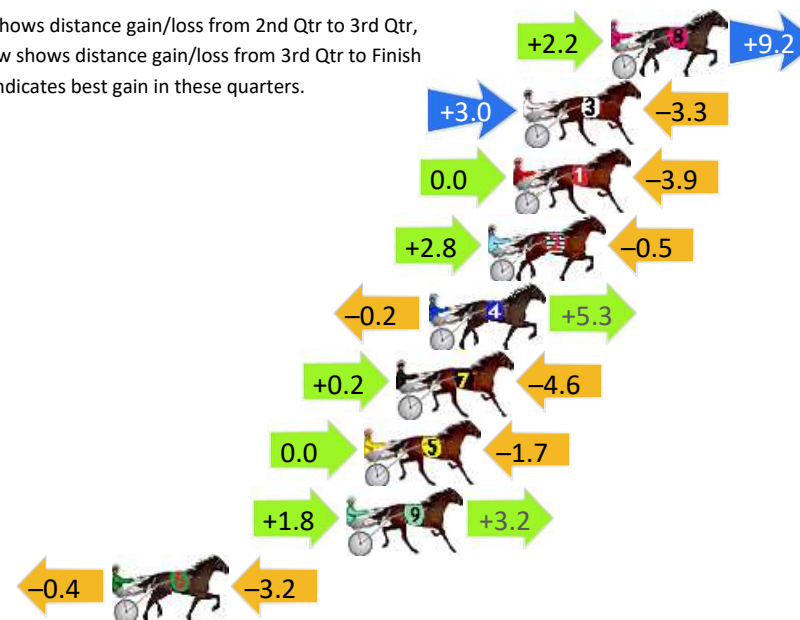 hows distance gain/loss from 2nd Qtr to 3rd Qtr,
w shows distance gain/loss from 3rd Qtr to Finish
ndicates best gain in these quarters.
+2.2 8 +9.2
+3.0 3 –3.3
0.0 1 –3.9
+2.8 2 –0.5
–0.2 4 +5.3
+0.2 7 –4.6
0.0 5 –1.7
+1.8 9 +3.2
–0.4 6 –3.2